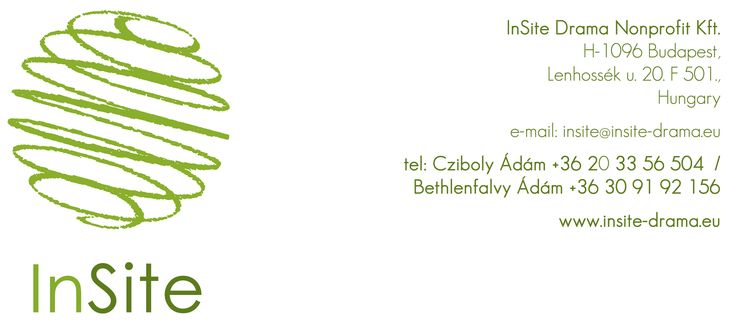 InSite
InSite Drama Nonprofit Kft.
H-1096 Budapest,
Lenhossék u. 20. F 501.,
Hungary
e-mail: insite@insite-drama.eu
tel: Cziboly Ádám +36 20 33 56 504 /
Bethlenfalvy Ádám +36 30 91 92 156
www.insite-drama.eu